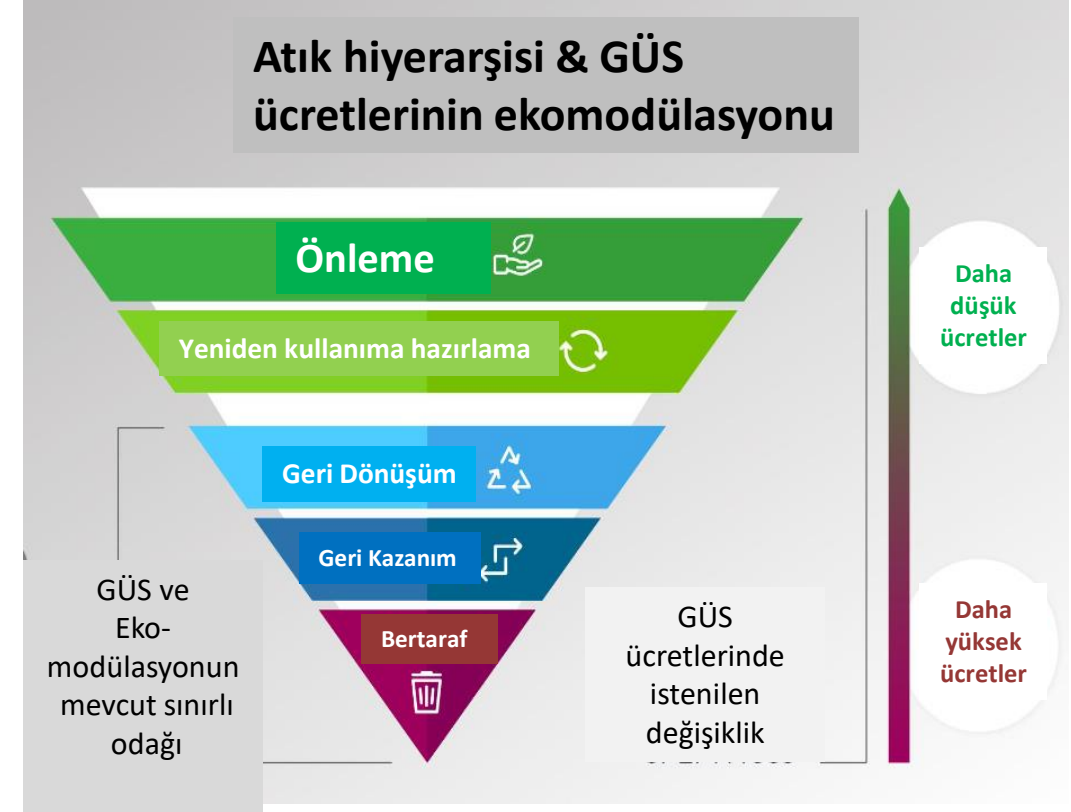 Atık hiyerarşisi & GÜS
ücretlerinin ekomodülasyonu
Önleme
Yeniden kullanıma hazırlama
Geri Dönüşüm
Geri Kazanım
Bertaraf
Daha
düşük
ücretler
Daha
yüksek
ücretler
GÜS ve
Eko-
modülasyonun
mevcut sınırlı
odağı
GÜS
ücretlerinde
istenilen
değişiklik